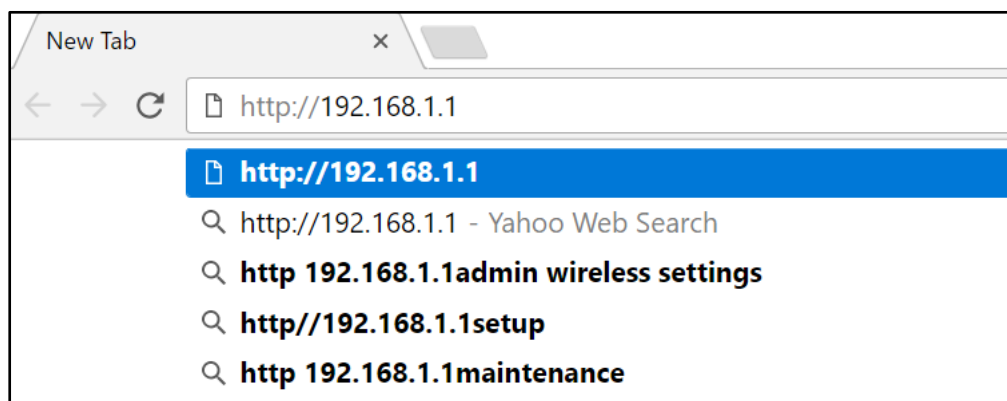 New Tab
http://192.168.1.1
http://192.168.1.1
http://192.168.1.1 - Yahoo Web Search
http 192.168.1.1admin wireless settings
http//192.168.1.1setup
http 192.168.1.1maintenance